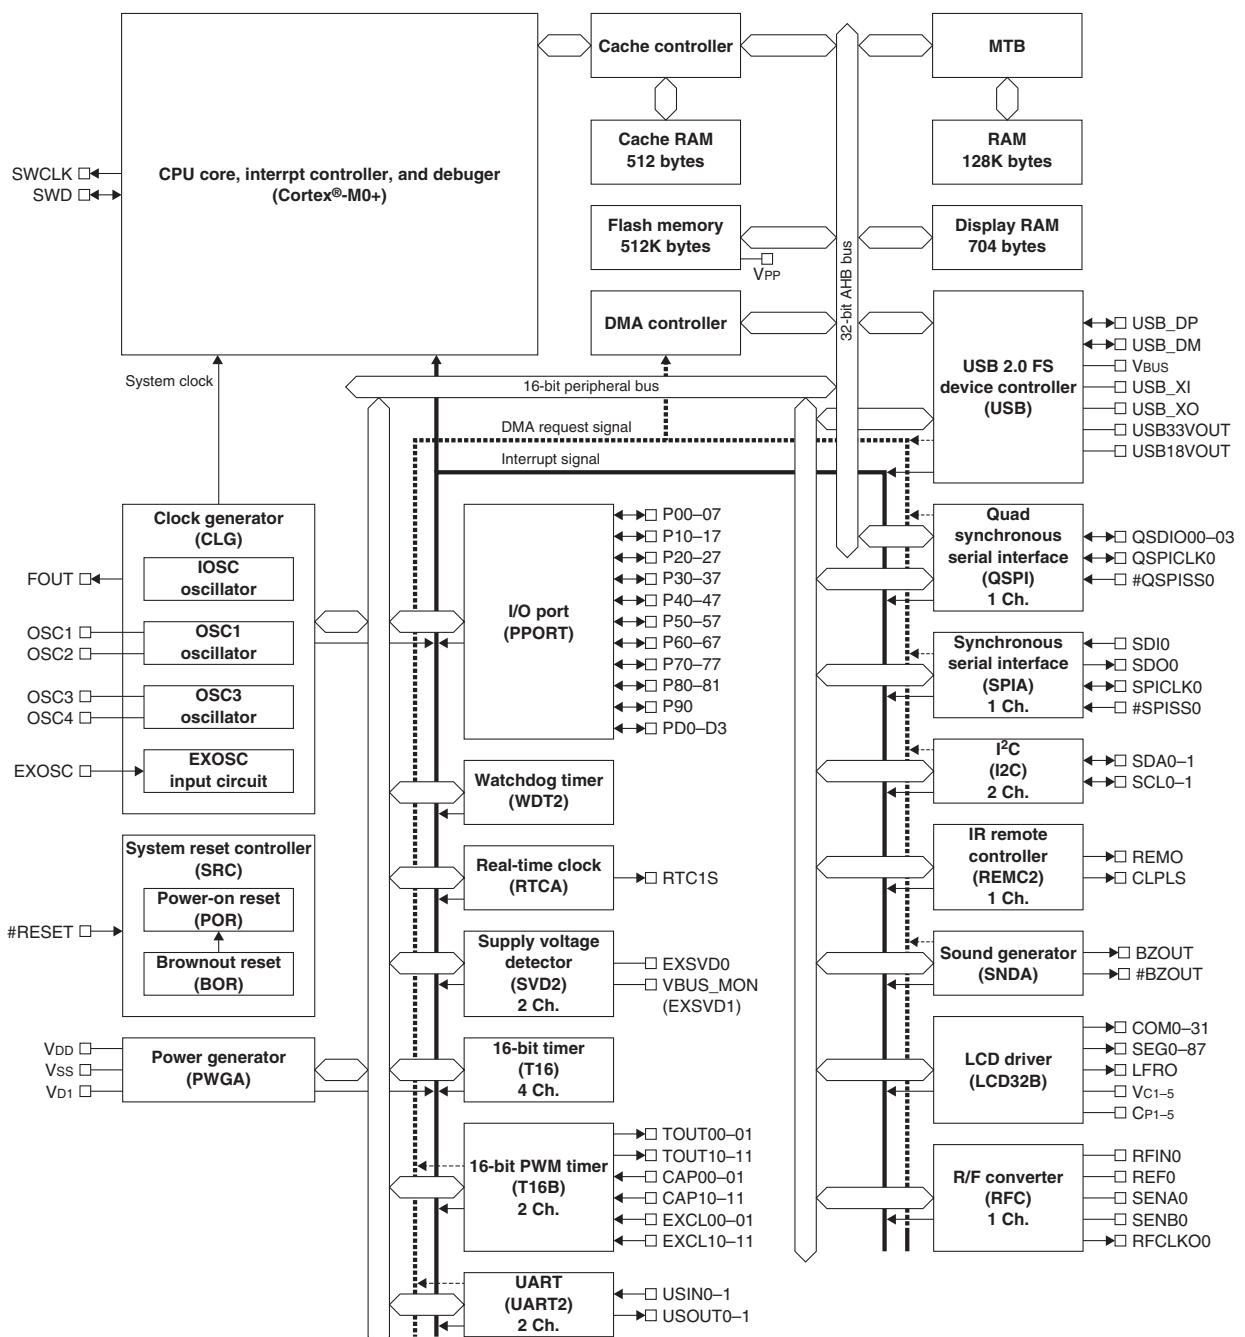 CPU core, interrpt controller, and debuger
(Cortex®-M0+)
SWCLK
SWD
Cache controller
Cache RAM
512 bytes
MTB
RAM
128K bytes
Flash memory
512K bytes
VPP
Display RAM
704 bytes
DMA controller
32-bit AHB bus
USB 2.0 FS
device controller
(USB)
USB_DP
USB_DM
VBUS
USB_XI
USB_XO
USB33VOUT
USB18VOUT
System clock
16-bit peripheral bus
DMA request signal
Interrupt signal
Clock generator
(CLG)
IOSC
oscillator
OSC1
oscillator
OSC3
oscillator
EXOSC
input circuit
FOUT
OSC1
OSC2
OSC3
OSC4
EXOSC
I/O port
(PPORT)
P00–07
P10–17
P20–27
P30–37
P40–47
P50–57
P60–67
P70–77
P80–81
P90
PD0–D3
Quad
synchronous
serial interface
(QSPI)
1 Ch.
QSDIO00–03
QSPICLK0
#QSPISS0
Synchronous
serial interface
(SPIA)
1 Ch.
SDI0
SDO0
SPICLK0
#SPISS0
I²C
(I2C)
2 Ch.
SDA0–1
SCL0–1
Watchdog timer
(WDT2)
System reset controller
(SRC)
Power-on reset
(POR)
Brownout reset
(BOR)
#RESET
Real-time clock
(RTCA)
RTC1S
IR remote
controller
(REMC2)
1 Ch.
REMO
CLPLS
Supply voltage
detector
(SVD2)
2 Ch.
EXSVD0
VBUS_MON
(EXSVD1)
Sound generator
(SNDA)
BZOUT
#BZOUT
VDD
VSS
VD1
Power generator
(PWGA)
16-bit timer
(T16)
4 Ch.
LCD driver
(LCD32B)
COM0–31
SEG0–87
LFRO
VC1–5
CP1–5
16-bit PWM timer
(T16B)
2 Ch.
TOUT00–01
TOUT10–11
CAP00–01
CAP10–11
EXCL00–01
EXCL10–11
R/F converter
(RFC)
1 Ch.
RFIN0
REF0
SENA0
SENB0
RFCLKO0
UART
(UART2)
2 Ch.
USIN0–1
USOUT0–1